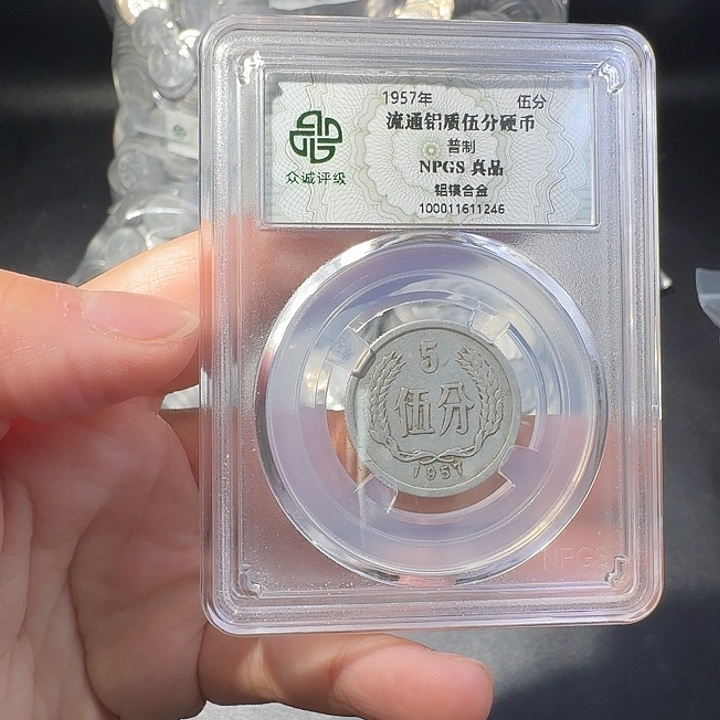 1957年 伍分
流通铝质伍分硬币
普制
NPGS 真品
铝镁合金
100011611246
众诚评级
5
伍分
1957
NPGS